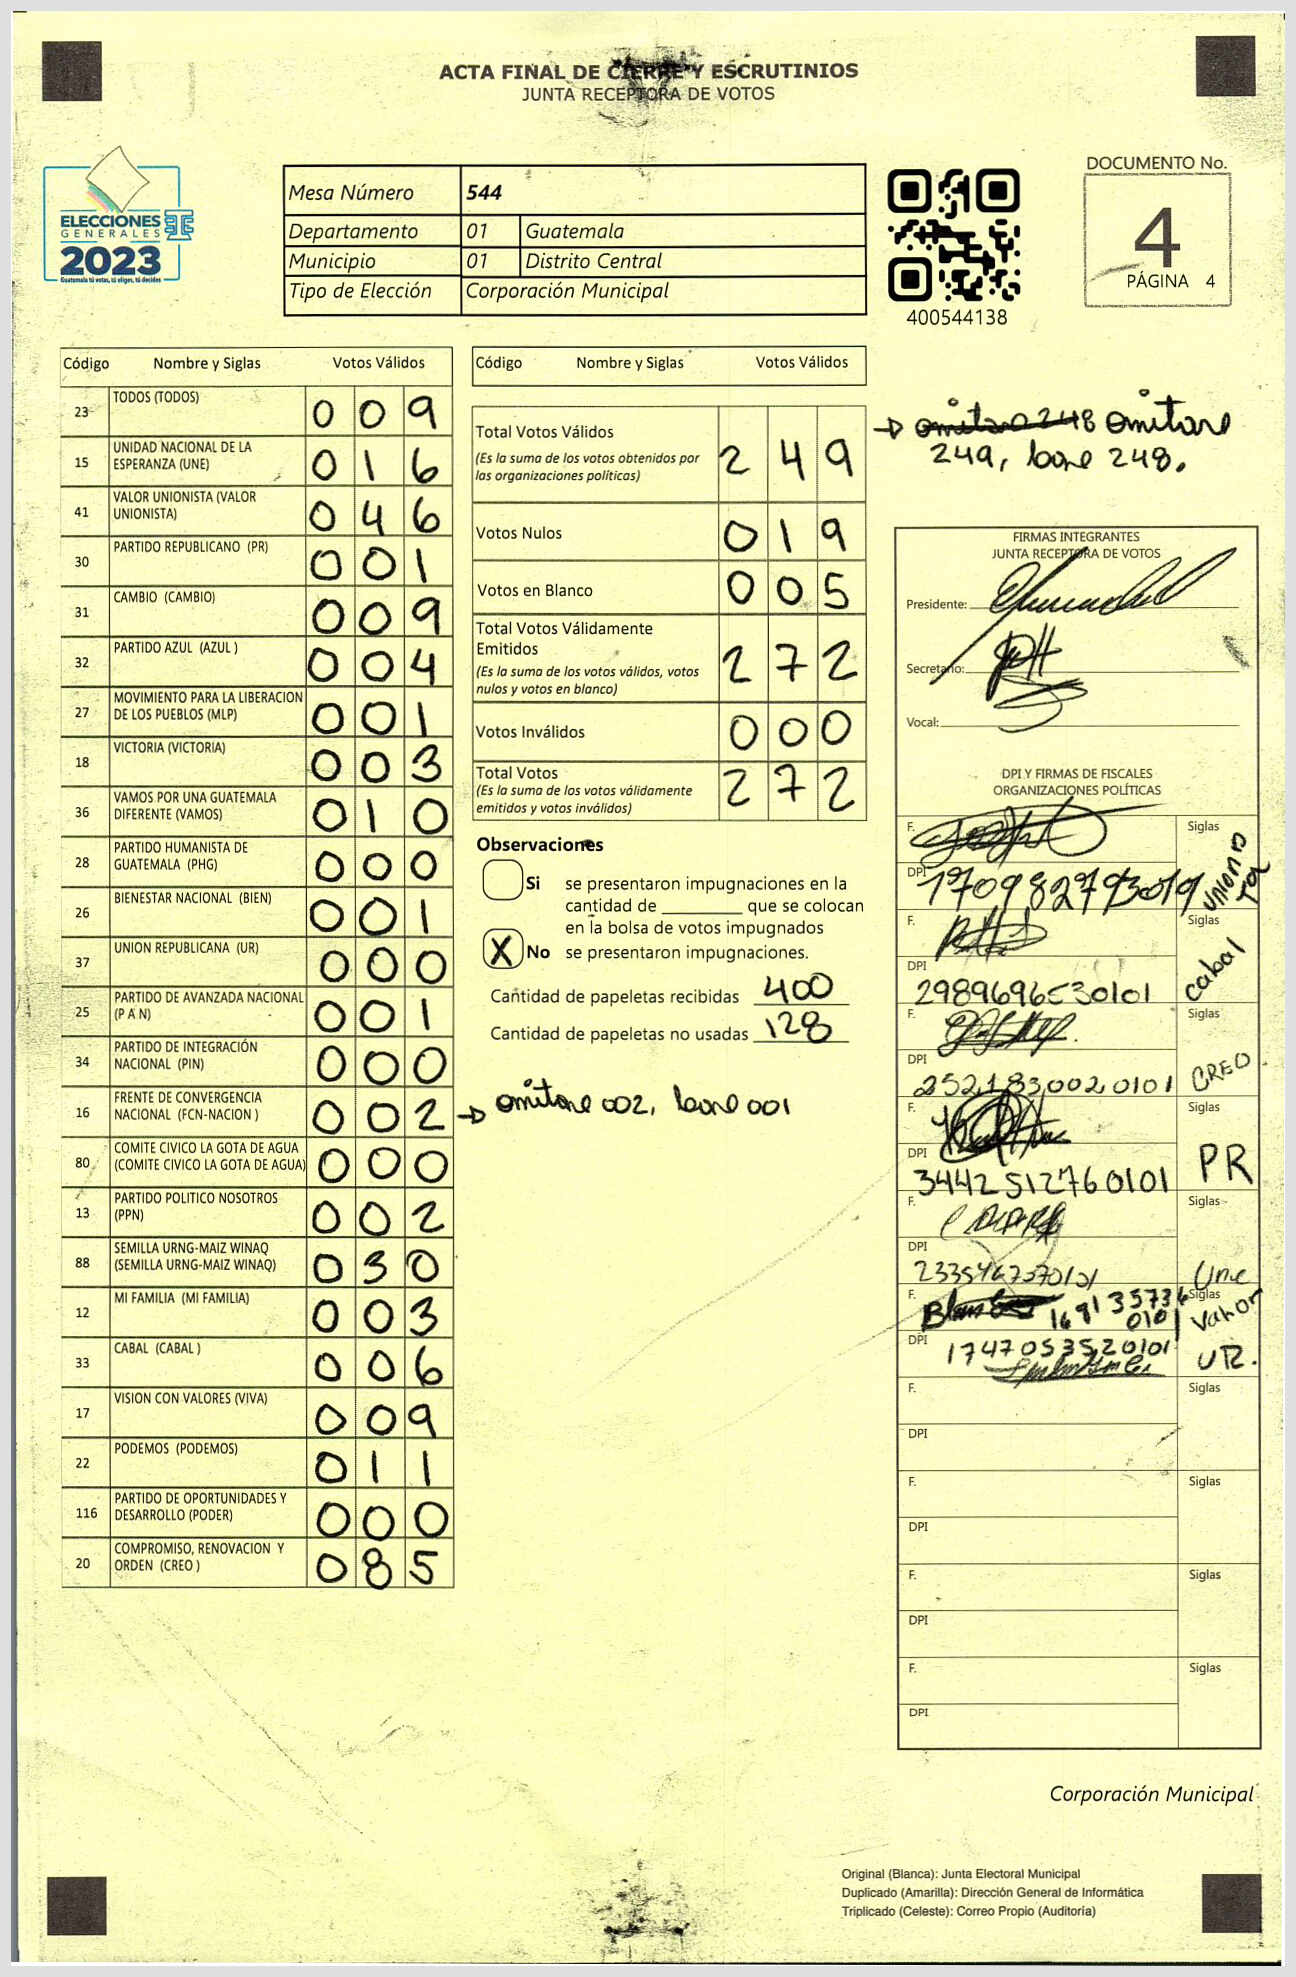 ACTA FINAL DE CIERRE Y ESCRUTINIOS
JUNTA RECEPTORA DE VOTOS
ELECCIONES
GENERALES
2023
Guatemala tú votas, tú eliges, tú decides
Mesa Número 544
Departamento 01 Guatemala
Municipio 01 Distrito Central
Tipo de Elección Corporación Municipal
400544138
DOCUMENTO No.
4
PÁGINA 4
Código Nombre y Siglas Votos Válidos
23 TODOS (TODOS) 0 0 9
15 UNIDAD NACIONAL DE LA ESPERANZA (UNE) 0 1 6
41 VALOR UNIONISTA (VALOR UNIONISTA) 0 4 6
30 PARTIDO REPUBLICANO (PR) 0 0 1
31 CAMBIO (CAMBIO) 0 0 9
32 PARTIDO AZUL (AZUL ) 0 0 4
27 MOVIMIENTO PARA LA LIBERACION DE LOS PUEBLOS (MLP) 0 0 1
18 VICTORIA (VICTORIA) 0 0 3
36 VAMOS POR UNA GUATEMALA DIFERENTE (VAMOS) 0 1 0
28 PARTIDO HUMANISTA DE GUATEMALA (PHG) 0 0 0
26 BIENESTAR NACIONAL (BIEN) 0 0 1
37 UNION REPUBLICANA (UR) 0 0 0
25 PARTIDO DE AVANZADA NACIONAL (P A N) 0 0 1
34 PARTIDO DE INTEGRACIÓN NACIONAL (PIN) 0 0 0
16 FRENTE DE CONVERGENCIA NACIONAL (FCN-NACION ) 0 0 2
80 COMITE CIVICO LA GOTA DE AGUA (COMITE CIVICO LA GOTA DE AGUA) 0 0 0
13 PARTIDO POLITICO NOSOTROS (PPN) 0 0 2
88 SEMILLA URNG-MAIZ WINAQ (SEMILLA URNG-MAIZ WINAQ) 0 3 0
12 MI FAMILIA (MI FAMILIA) 0 0 3
33 CABAL (CABAL ) 0 0 6
17 VISION CON VALORES (VIVA) 0 0 9
22 PODEMOS (PODEMOS) 0 1 1
116 PARTIDO DE OPORTUNIDADES Y DESARROLLO (PODER) 0 0 0
20 COMPROMISO, RENOVACION Y ORDEN (CREO ) 0 8 5
Código Nombre y Siglas Votos Válidos
Total Votos Válidos 2 4 9
(Es la suma de los votos obtenidos por
las organizaciones políticas)
Votos Nulos 0 1 9
Votos en Blanco 0 0 5
Total Votos Válidamente
Emitidos 2 7 2
(Es la suma de los votos válidos, votos
nulos y votos en blanco)
Votos Inválidos 0 0 0
Total Votos 2 7 2
(Es la suma de los votos válidamente
emitidos y votos inválidos)
Observaciones
Si se presentaron impugnaciones en la
cantidad de ________ que se colocan
en la bolsa de votos impugnados
X No se presentaron impugnaciones.
Cantidad de papeletas recibidas 400
Cantidad de papeletas no usadas 128
omitase 002, lease 001
omitase 248 omitase
249, lease 248.
FIRMAS INTEGRANTES
JUNTA RECEPTORA DE VOTOS
Presidente:
Secretario:
Vocal:
DPI Y FIRMAS DE FISCALES
ORGANIZACIONES POLÍTICAS
F. Siglas
DPI 170982793019 Unionista
F. Siglas
DPI 2989696530101 cabal
F. Siglas
DPI 2521830020101 CREO
F. Siglas
DPI 3442512760101 PR
F. Siglas
DPI Une
F. Siglas
Valor
DPI 1747053520101 UR.
F. Siglas
DPI
F. Siglas
DPI
F. Siglas
DPI
F. Siglas
DPI
Corporación Municipal
Original (Blanca): Junta Electoral Municipal
Duplicado (Amarilla): Dirección General de Informática
Triplicado (Celeste): Correo Propio (Auditoría)